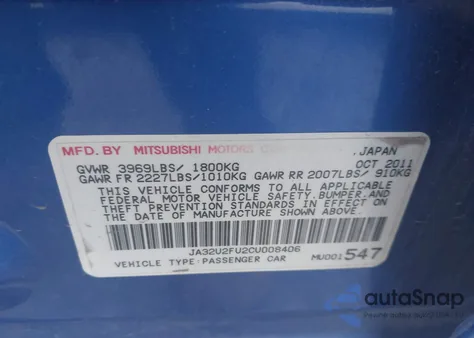 autoSnap
MFD. BY MITSUBISHI MOTORS JAPAN
GVWR 3969LBS/ 1800KG OCT 2011
GAWR FR 2227LBS/1010KG GAWR RR 2007LBS/ 910KG
THIS VEHICLE CONFORMS TO ALL APPLICABLE
FEDERAL MOTOR VEHICLE SAFETY, BUMPER, AND
THEFT PREVENTION STANDARDS IN EFFECT ON THE
DATE OF MANUFACTURE SHOWN ABOVE.
JA32U2FU2CU008406
VEHICLE TYPE:PASSENGER CAR MU001547
autoSnap